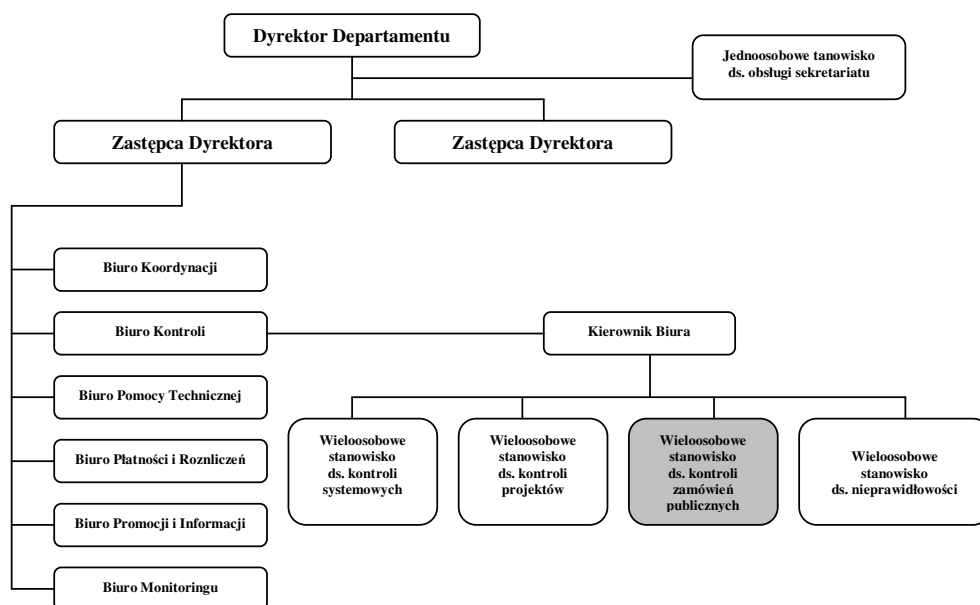 Dyrektor Departamentu
Jednoosobowe tanowisko
ds. obsługi sekretariatu
Zastępca Dyrektora
Zastępca Dyrektora
Biuro Koordynacji
Biuro Kontroli
Kierownik Biura
Biuro Pomocy Technicznej
Biuro Płatności i Roznliczeń
Biuro Promocji i Informacji
Biuro Monitoringu
Wieloosobowe
stanowisko
ds. kontroli
systemowych
Wieloosobowe
stanowisko
ds. kontroli
projektów
Wieloosobowe
stanowisko
ds. kontroli
zamówień
publicznych
Wieloosobowe
stanowisko
ds. nieprawidłowości